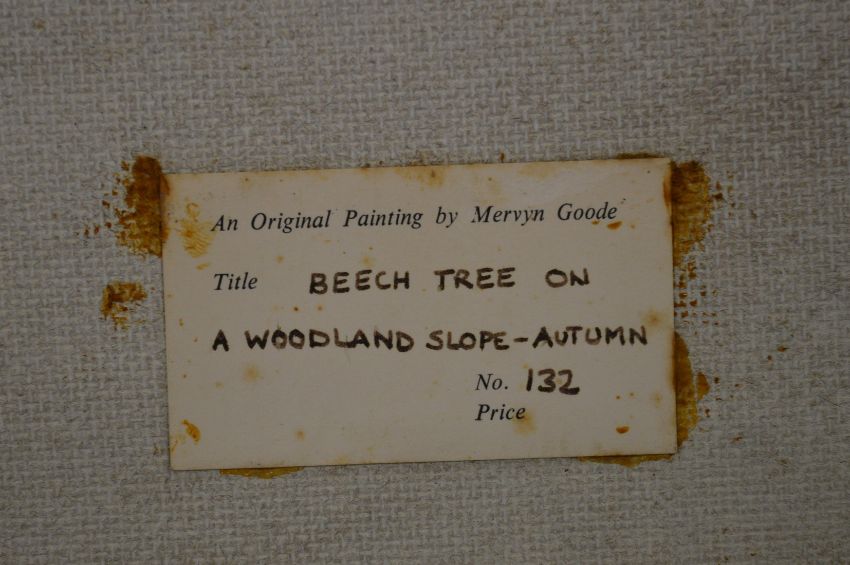 An Original Painting by Mervyn Goode
Title BEECH TREE ON
A WOODLAND SLOPE-AUTUMN
No. 132
Price